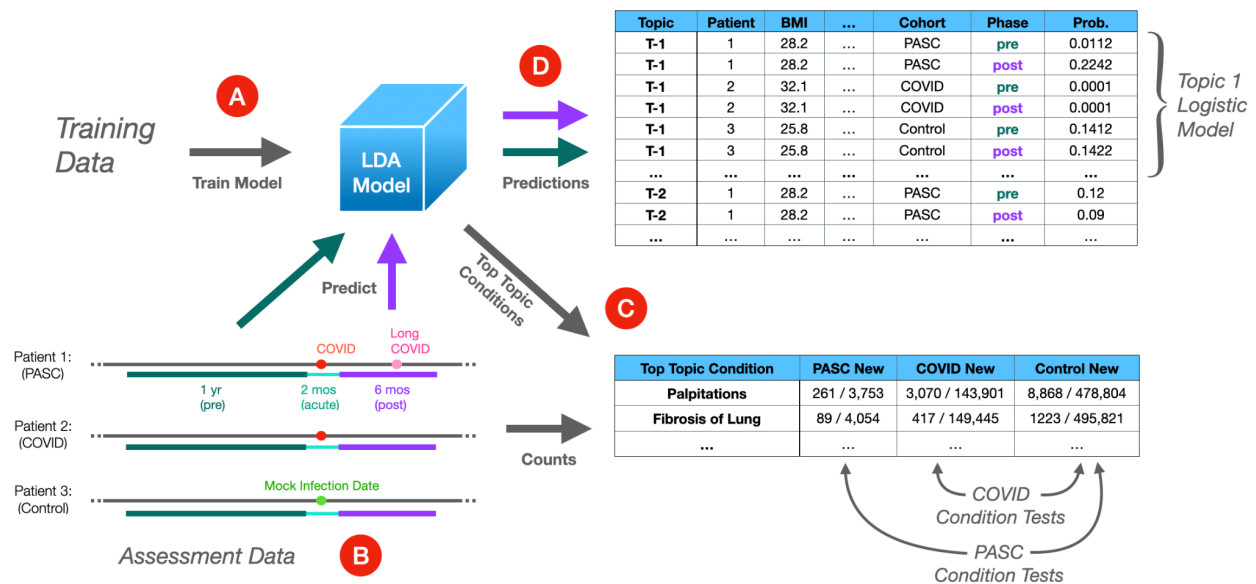 A
Training
Data
Train Model
LDA
Model
D
Predictions
Topic Patient BMI ... Cohort Phase Prob.
T-1 1 28.2 ... PASC pre 0.0112
T-1 1 28.2 ... PASC post 0.2242
T-1 2 32.1 ... COVID pre 0.0001
T-1 2 32.1 ... COVID post 0.0001
T-1 3 25.8 ... Control pre 0.1412
T-1 3 25.8 ... Control post 0.1422
... ... ... ... ... ... ...
T-2 1 28.2 ... PASC pre 0.12
T-2 1 28.2 ... PASC post 0.09
... ... ... ... ... ...
Topic 1
Logistic
Model
Predict
Top Topic
Conditions
C
Patient 1:
(PASC)
COVID
Long
COVID
1 yr
(pre)
2 mos
(acute)
6 mos
(post)
Patient 2:
(COVID)
Patient 3:
(Control)
Mock Infection Date
Assessment Data
B
Counts
Top Topic Condition PASC New COVID New Control New
Palpitations 261 / 3,753 3,070 / 143,901 8,868 / 478,804
Fibrosis of Lung 89 / 4,054 417 / 149,445 1223 / 495,821
... ... ... ...
COVID
Condition Tests
PASC
Condition Tests